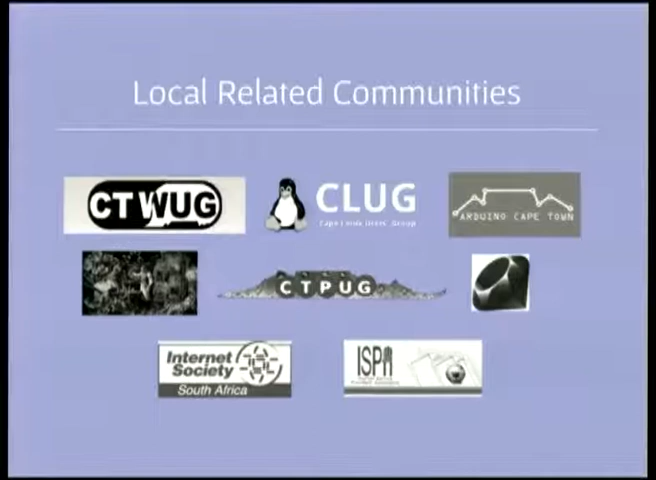 Local Related Communities
CTWUG
CLUG
ARDUINO CAPE TOWN
CTPUG
Internet
Society
South Africa
ISPA